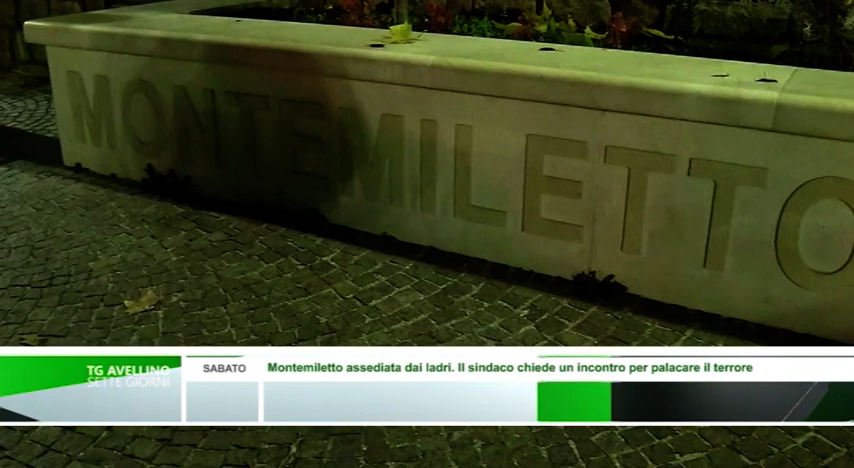 MONTEMILETTO
TG AVELLINO
SETTE GIORNI
SABATO
Montemiletto assediata dai ladri. Il sindaco chiede un incontro per palacare il terrore